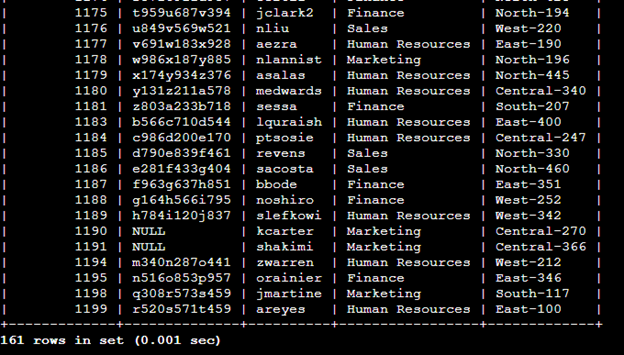 | 1175 | t959u687v394 | jclark2 | Finance | North-194 |
| 1176 | u849v569w521 | nliu | Sales | West-220 |
| 1177 | v691w183x928 | aezra | Human Resources | East-190 |
| 1178 | w986x187y885 | nlannist | Marketing | North-196 |
| 1179 | x174y934z376 | asalas | Human Resources | North-445 |
| 1180 | y131z211a578 | medwards | Human Resources | Central-340 |
| 1181 | z803a233b718 | sessa | Finance | South-207 |
| 1183 | b566c710d544 | lquraish | Human Resources | East-400 |
| 1184 | c986d200e170 | ptsosie | Human Resources | Central-247 |
| 1185 | d790e839f461 | revens | Sales | North-330 |
| 1186 | e281f433g404 | sacosta | Sales | North-460 |
| 1187 | f963g637h851 | bbode | Finance | East-351 |
| 1188 | g164h566i795 | noshiro | Finance | West-252 |
| 1189 | h784i120j837 | slefkowi | Human Resources | West-342 |
| 1190 | NULL | kcarter | Marketing | Central-270 |
| 1191 | NULL | shakimi | Marketing | Central-366 |
| 1194 | m340n287o441 | zwarren | Human Resources | West-212 |
| 1195 | n516o853p957 | orainier | Finance | East-346 |
| 1198 | q308r573s459 | jmartine | Marketing | South-117 |
| 1199 | r520s571t459 | areyes | Human Resources | East-100 |
+-------------+--------------+----------+-----------------+-------------+
161 rows in set (0.001 sec)